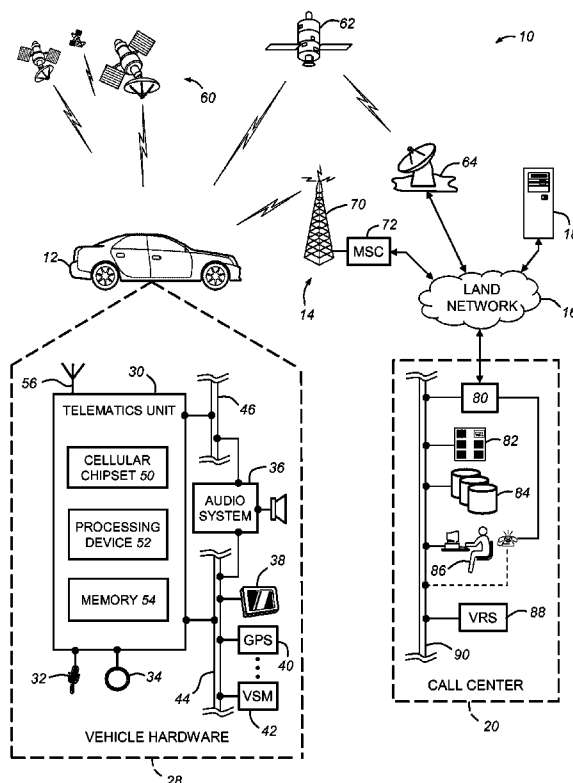 62
10
60
64
70
72
MSC
18
12
14
LAND
NETWORK
16
56
30
TELEMATICS UNIT
46
CELLULAR
CHIPSET 50
PROCESSING
DEVICE 52
MEMORY 54
36
AUDIO
SYSTEM
38
GPS
40
VSM
42
32
34
44
VEHICLE HARDWARE
28
80
82
84
86
VRS
88
90
CALL CENTER
20